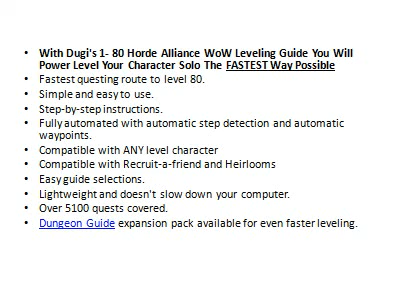 • With Dugi's 1- 80 Horde Alliance WoW Leveling Guide You Will
Power Level Your Character Solo The FASTEST Way Possible
• Fastest questing route to level 80.
• Simple and easy to use.
• Step-by-step instructions.
• Fully automated with automatic step detection and automatic
waypoints.
• Compatible with ANY level character
• Compatible with Recruit-a-friend and Heirlooms
• Easy guide selections.
• Lightweight and doesn't slow down your computer.
• Over 5100 quests covered.
• Dungeon Guide expansion pack available for even faster leveling.